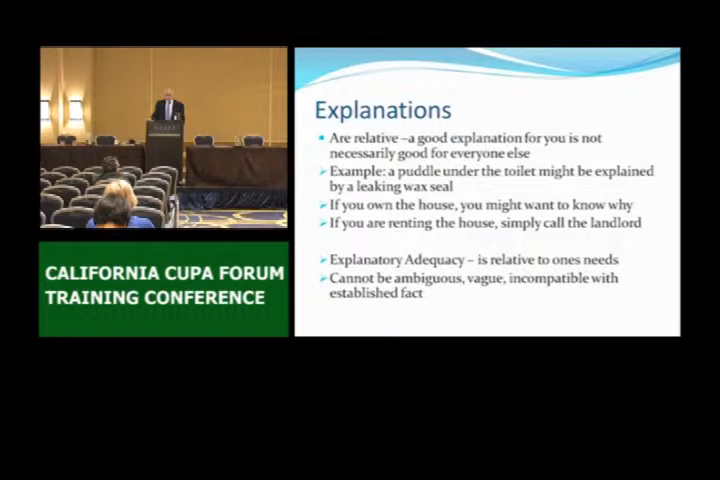 Explanations
Are relative –a good explanation for you is not
necessarily good for everyone else
Example: a puddle under the toilet might be explained
by a leaking wax seal
If you own the house, you might want to know why
If you are renting the house, simply call the landlord
Explanatory Adequacy – is relative to ones needs
Cannot be ambiguous, vague, incompatible with
established fact
CALIFORNIA CUPA FORUM
TRAINING CONFERENCE